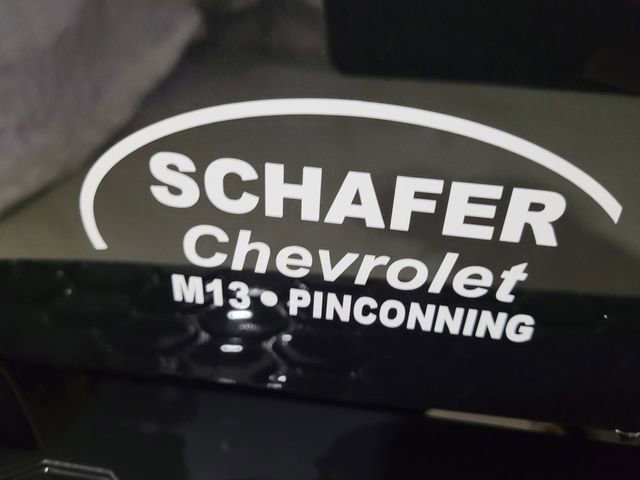 SCHAFER
Chevrolet
M13 • PINCONNING